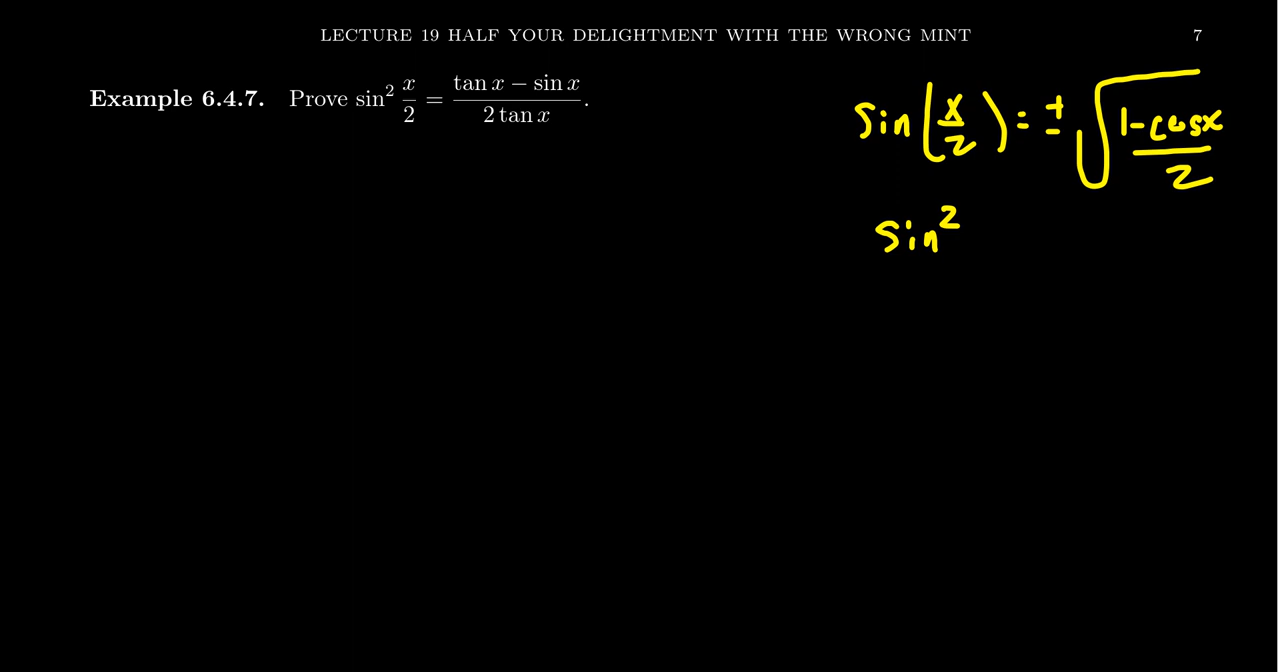 LECTURE 19 HALF YOUR DELIGHTMENT WITH THE WRONG MINT 7
Example 6.4.7. Prove sin² x/2 = (tan x − sin x)/(2 tan x).
sin(x/2) = ± √((1-cosx)/2)
sin²